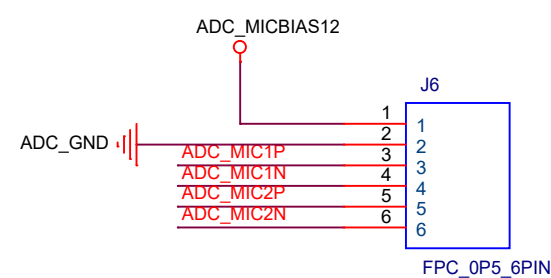 ADC_MICBIAS12
J6
1 1
ADC_GND 2 2
ADC_MIC1P 3 3
ADC_MIC1N 4 4
ADC_MIC2P 5 5
ADC_MIC2N 6 6
FPC_0P5_6PIN